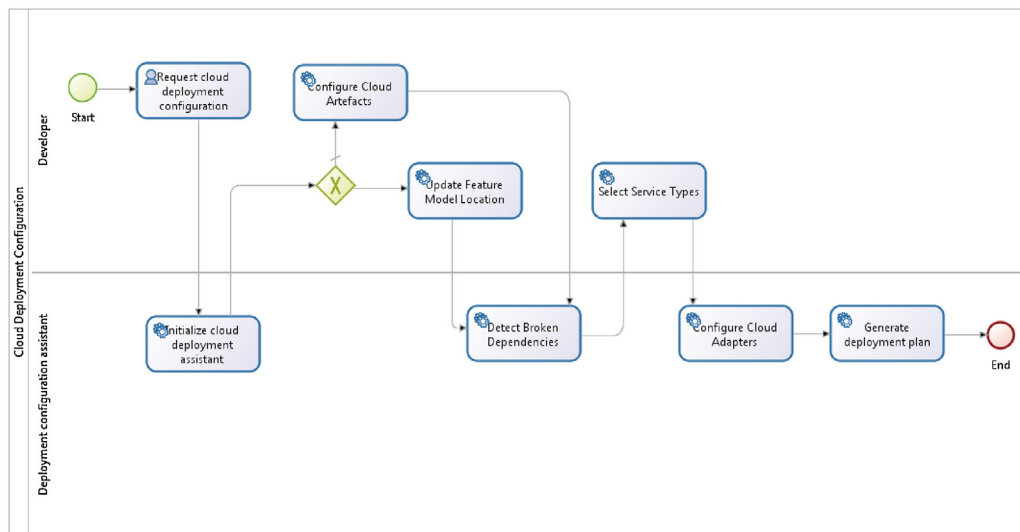 Cloud Deployment Configuration
Developer
Start
Request cloud
deployment
configuration
Configure Cloud
Artefacts
Update Feature
Model Location
Select Service Types
Deployment configuration assistant
Initialize cloud
deployment
assistant
Detect Broken
Dependencies
Configure Cloud
Adapters
Generate
deployment plan
End